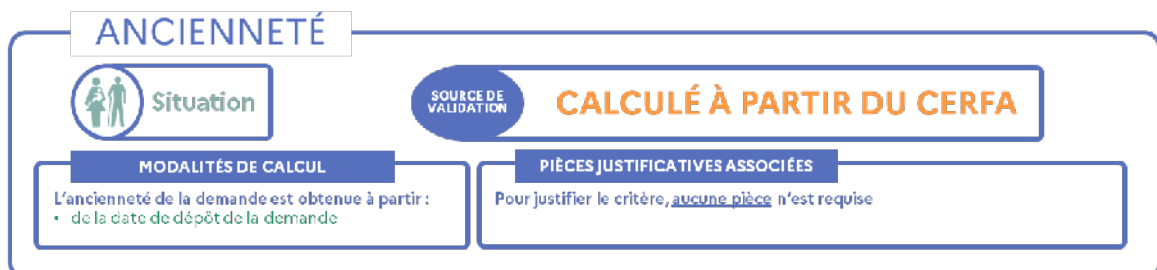 ANCIENNETÉ
Situation
SOURCE DE
VALIDATION
CALCULÉ À PARTIR DU CERFA
MODALITÉS DE CALCUL
L'ancienneté de la demande est obtenue à partir :
• de la date de dépôt de la demande
PIÈCES JUSTIFICATIVES ASSOCIÉES
Pour justifier le critère, aucune pièce n'est requise